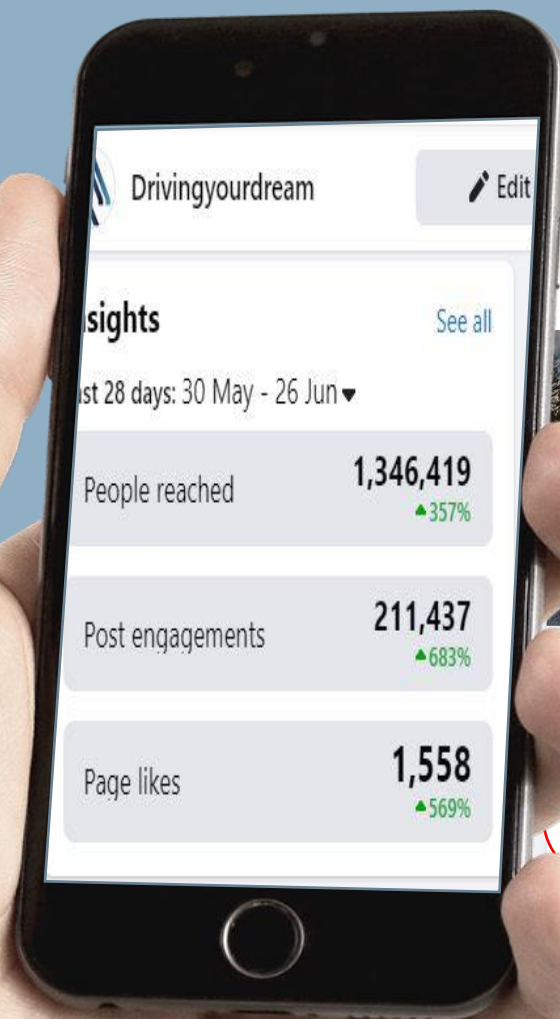 Drivingyourdream
Edit
sights
See all
st 28 days: 30 May - 26 Jun
People reached
1,346,419
357%
Post engagements
211,437
683%
Page likes
1,558
569%